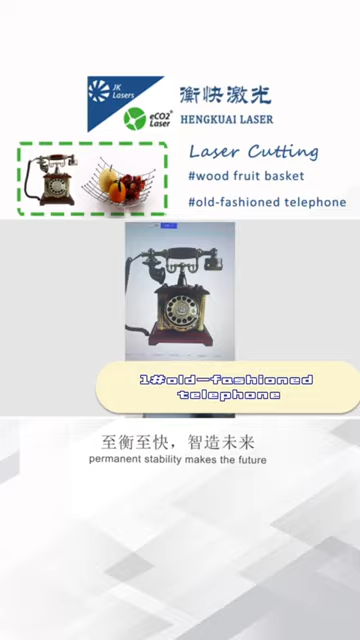 JK
Lasers
eCO2
Laser
衡快激光
HENGKUAI LASER
Laser Cutting
#wood fruit basket
#old-fashioned telephone
1#old-fashioned
telephone
至衡至快，智造未来
permanent stability makes the future